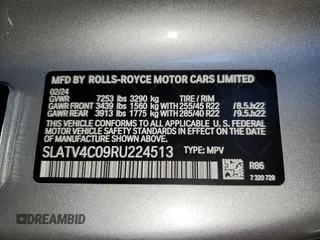 MFD BY ROLLS-ROYCE MOTOR CARS LIMITED
02/24
GVWR 7253 lbs 3290 kg TIRE / RIM
GAWR FRONT 3439 lbs 1560 kg 255/45 R22 / 8.5Jx22
GAWR REAR 3913 lbs 1775 kg 285/40 R22 / 9.5Jx22
THIS VEHICLE CONFORMS TO ALL APPLICABLE
FEDERAL MOTOR VEHICLE SAFETY
STANDARDS IN EFFECT ON THE DATE
OF MANUFACTURE SHOWN ABOVE.
SLATV4C09RU224513 TYPE: MPV
R86
7 320 729
DREAMBID